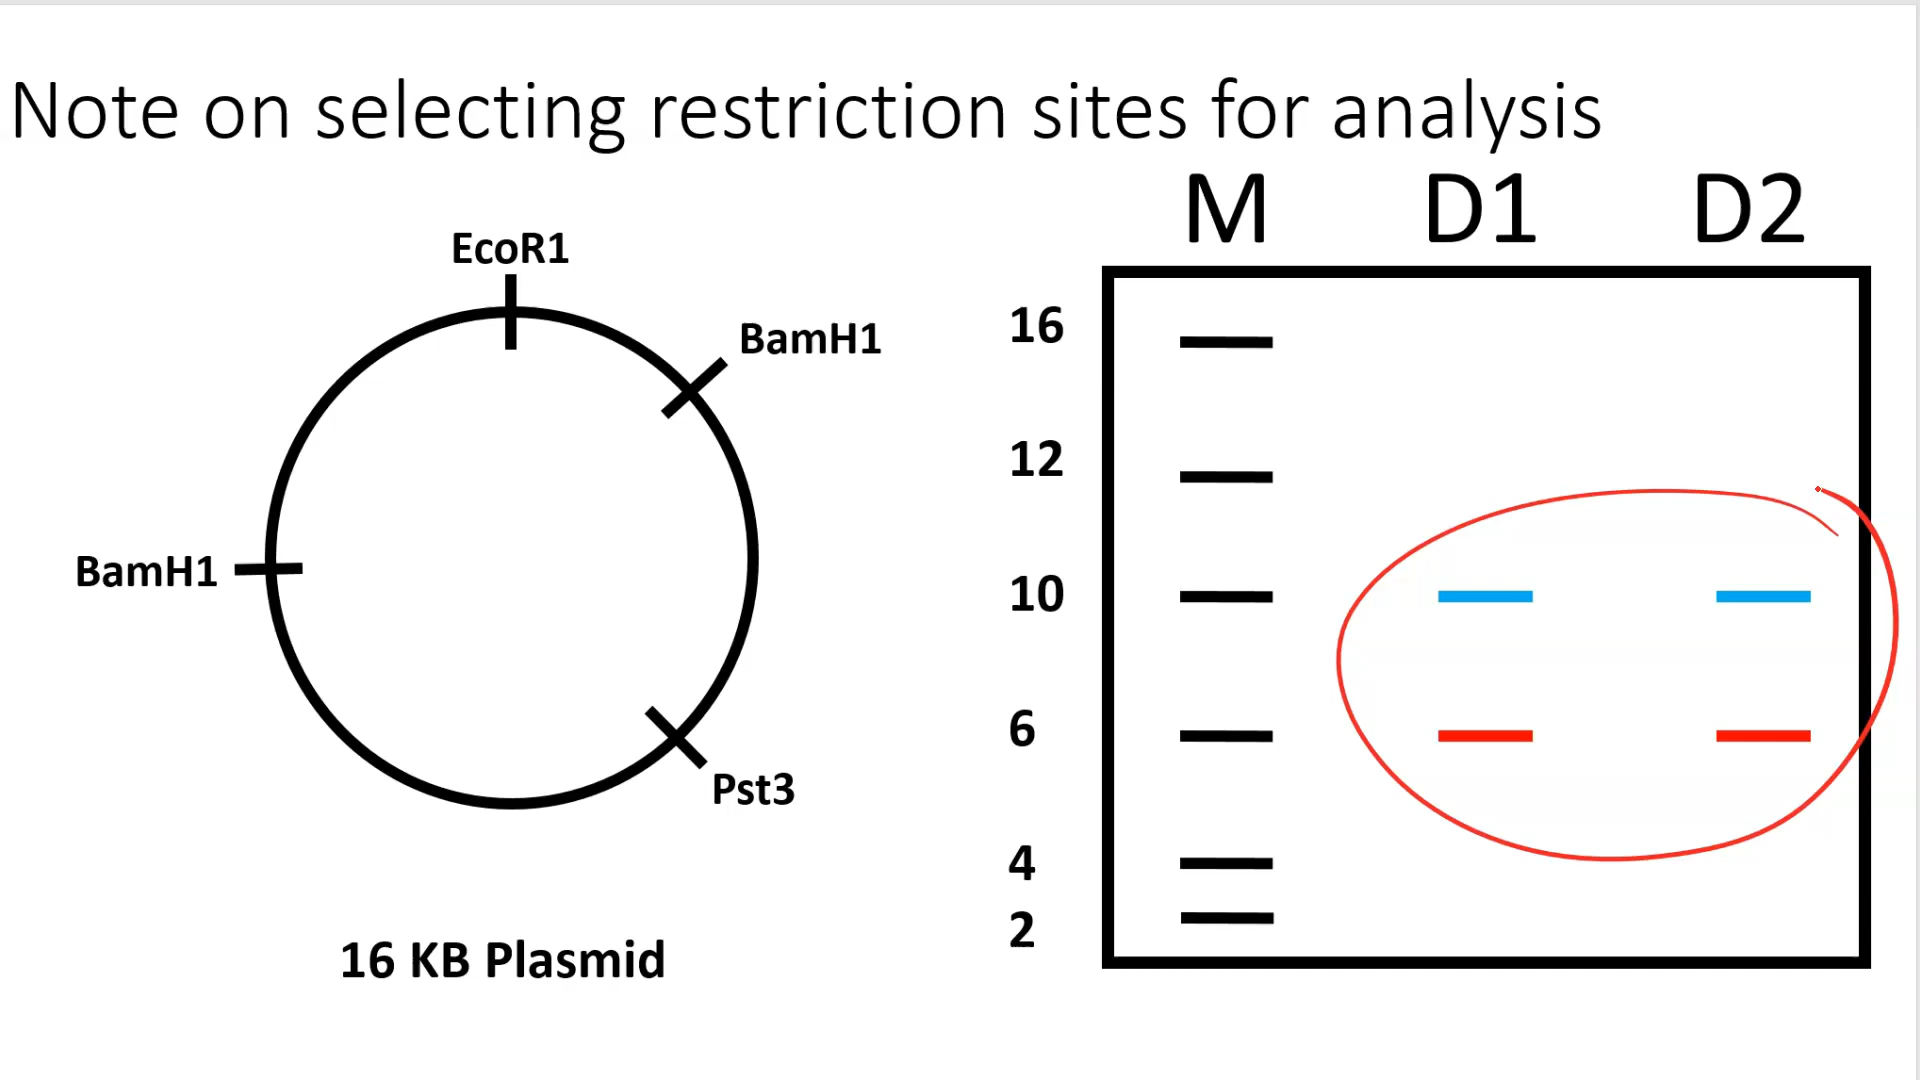 Note on selecting restriction sites for analysis
M D1 D2
EcoR1
BamH1
BamH1
Pst3
16 KB Plasmid
16
12
10
6
4
2